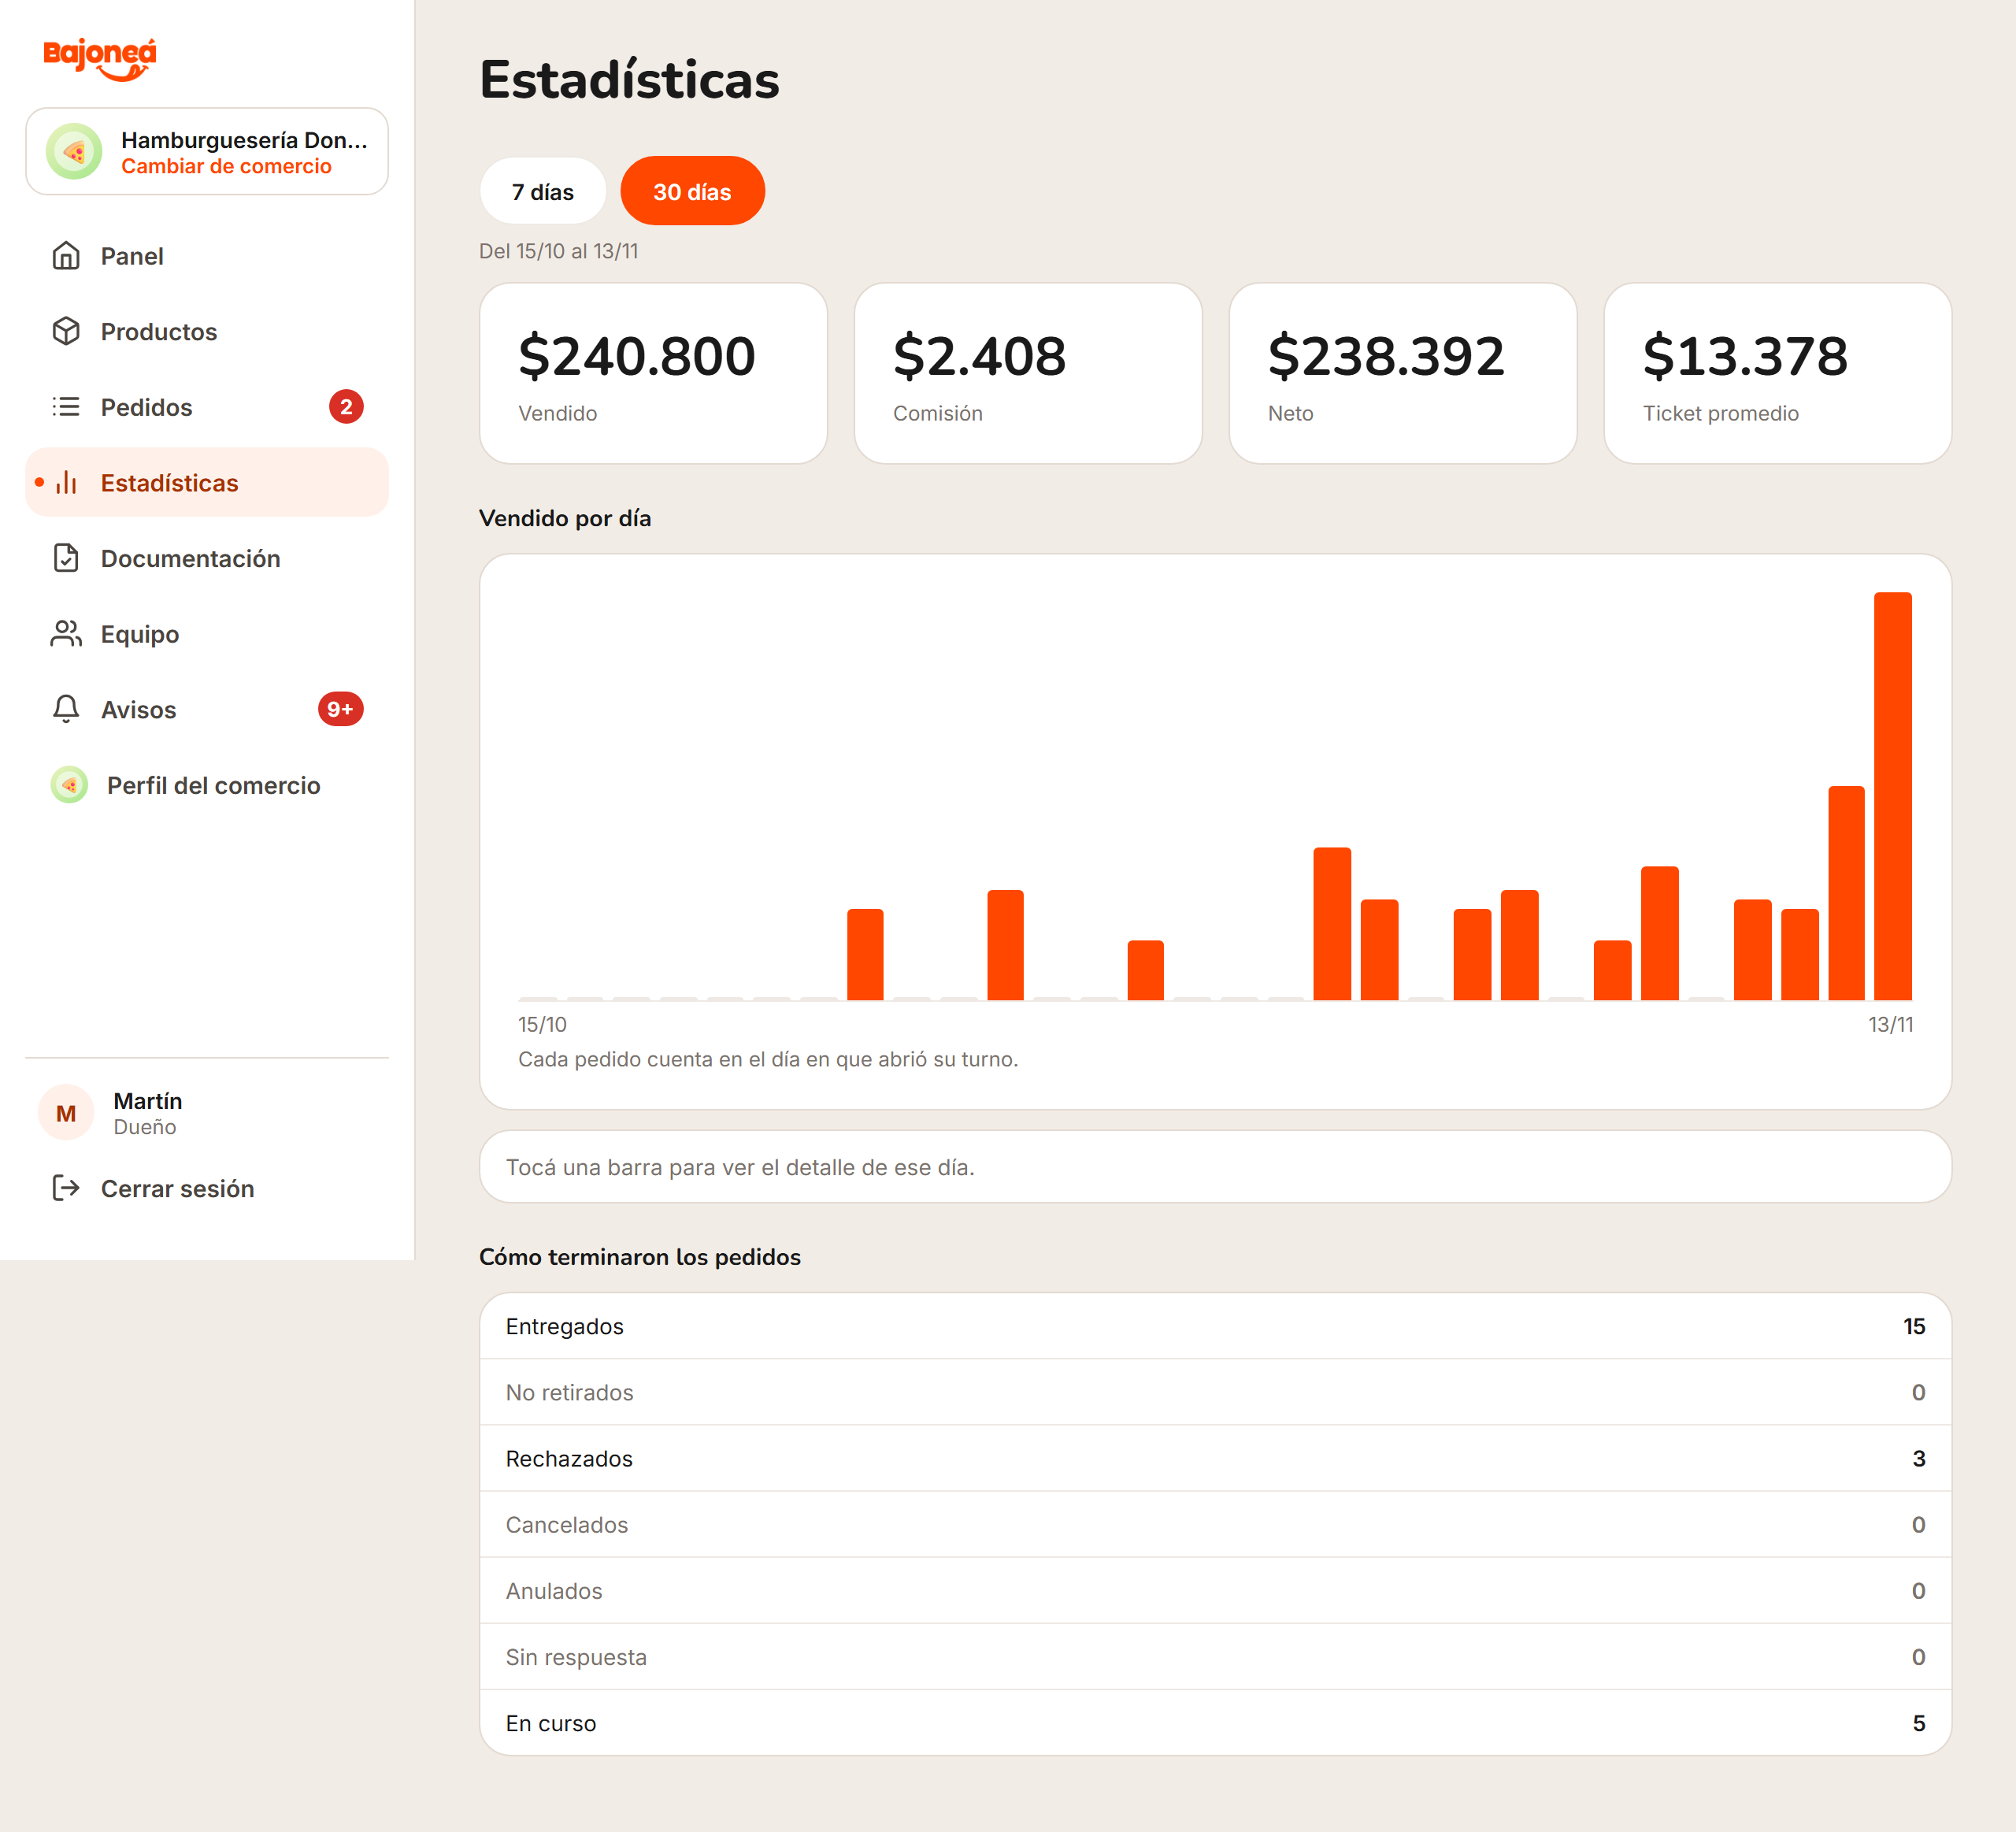 Bajoneá
Hamburguesería Don...
Cambiar de comercio
Panel
Productos
Pedidos
2
Estadísticas
Documentación
Equipo
Avisos
9+
Perfil del comercio
M
Martín
Dueño
Cerrar sesión
Estadísticas
7 días
30 días
Del 15/10 al 13/11
$240.800
Vendido
$2.408
Comisión
$238.392
Neto
$13.378
Ticket promedio
Vendido por día
15/10
13/11
Cada pedido cuenta en el día en que abrió su turno.
Tocá una barra para ver el detalle de ese día.
Cómo terminaron los pedidos
Entregados 15
No retirados 0
Rechazados 3
Cancelados 0
Anulados 0
Sin respuesta 0
En curso 5